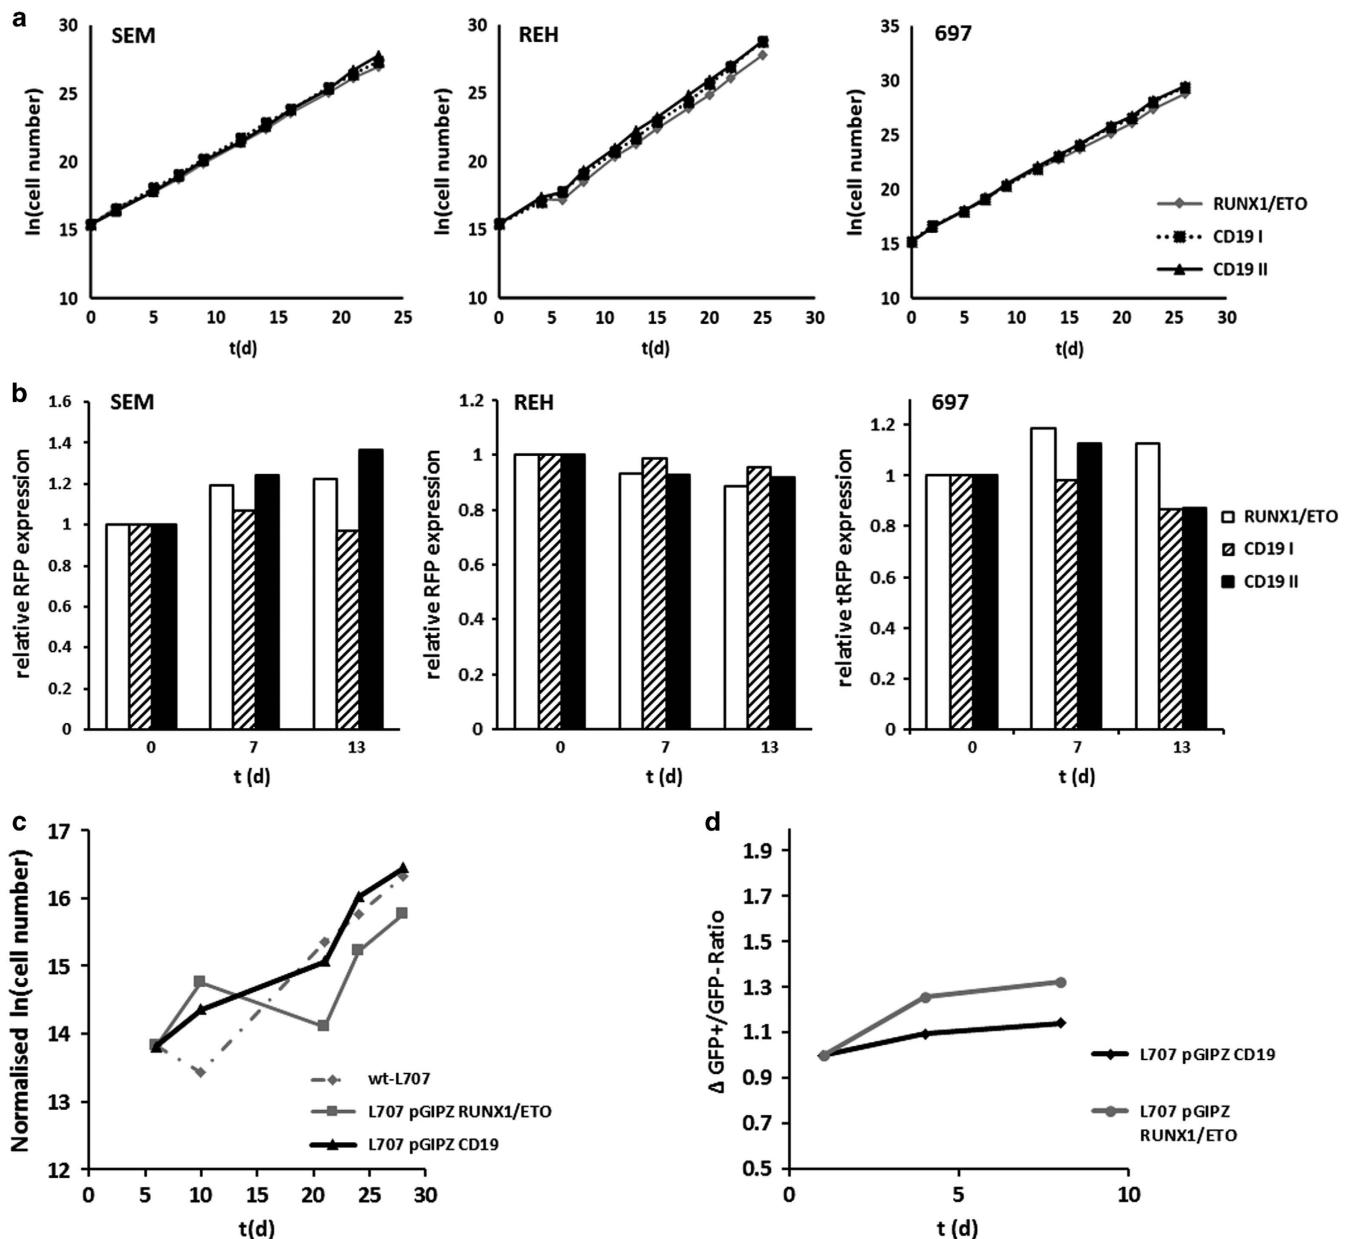 a
SEM
ln(cell number)
30
25
20
15
10
0 5 10 15 20 25
t(d)
REH
ln(cell number)
30
25
20
15
10
0 5 10 15 20 25 30
t(d)
697
ln(cell number)
35
30
25
20
15
10
0 5 10 15 20 25 30
t(d)
RUNX1/ETO
CD19 I
CD19 II
b
SEM
relative RFP expression
1.6
1.4
1.2
1
0.8
0.6
0.4
0.2
0
0 7 13
t (d)
REH
relative RFP expression
1.2
1
0.8
0.6
0.4
0.2
0
0 7 13
t (d)
697
relative tRFP expression
1.2
1
0.8
0.6
0.4
0.2
0
0 7 13
t (d)
RUNX1/ETO
CD19 I
CD19 II
c
Normalised ln(cell number)
17
16
15
14
13
12
0 5 10 15 20 25 30
t(d)
wt-L707
L707 pGIPZ RUNX1/ETO
L707 pGIPZ CD19
d
Δ GFP+/GFP-Ratio
1.9
1.7
1.5
1.3
1.1
0.9
0.7
0.5
0 5 10
t (d)
L707 pGIPZ CD19
L707 pGIPZ
RUNX1/ETO